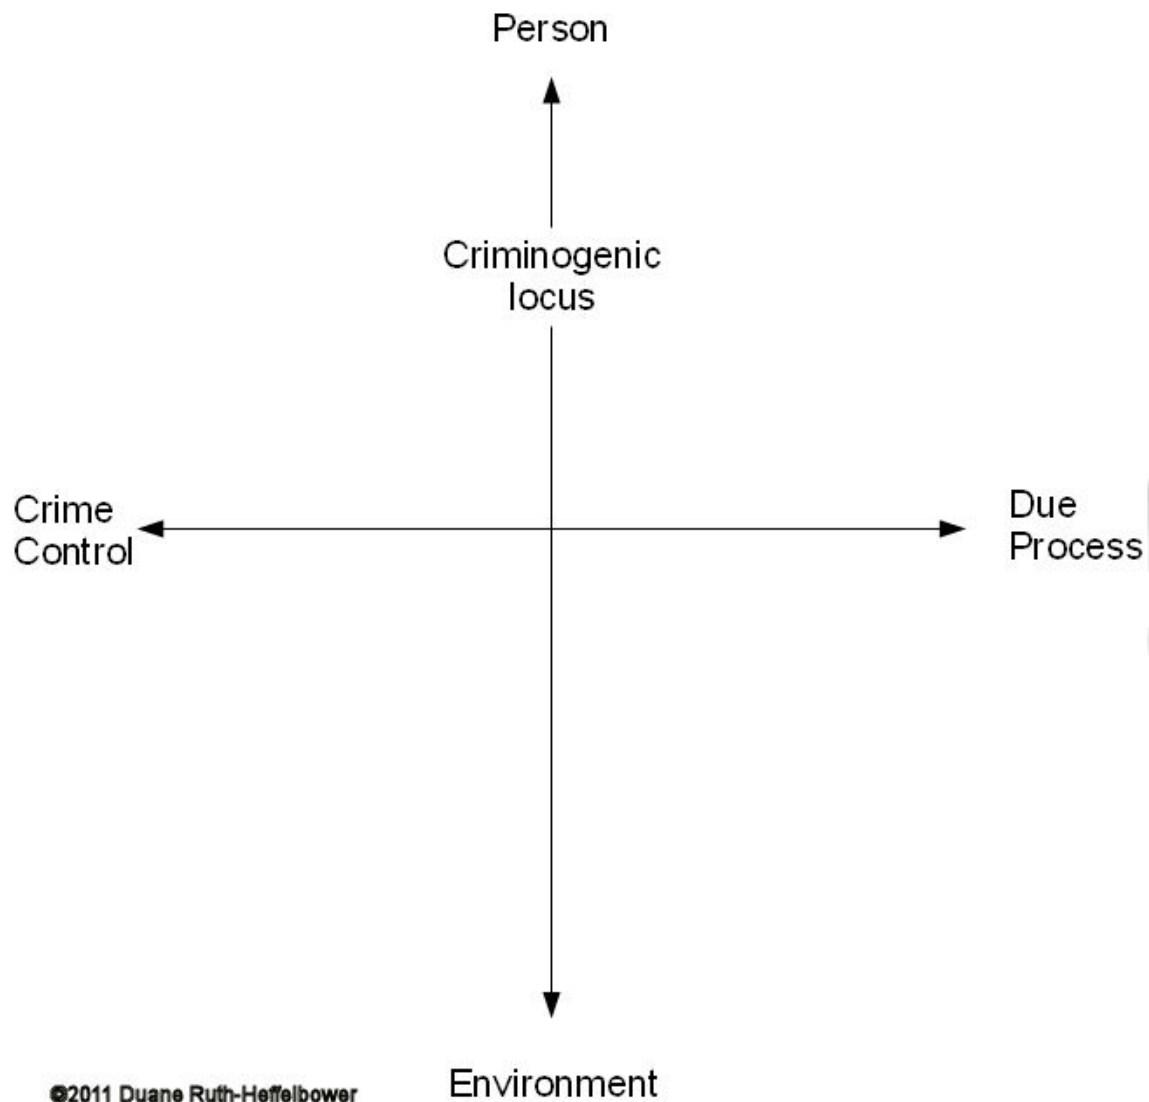 Person
Criminogenic
locus
Crime
Control
Due
Process
Environment
©2011 Duane Ruth-Heffelbower